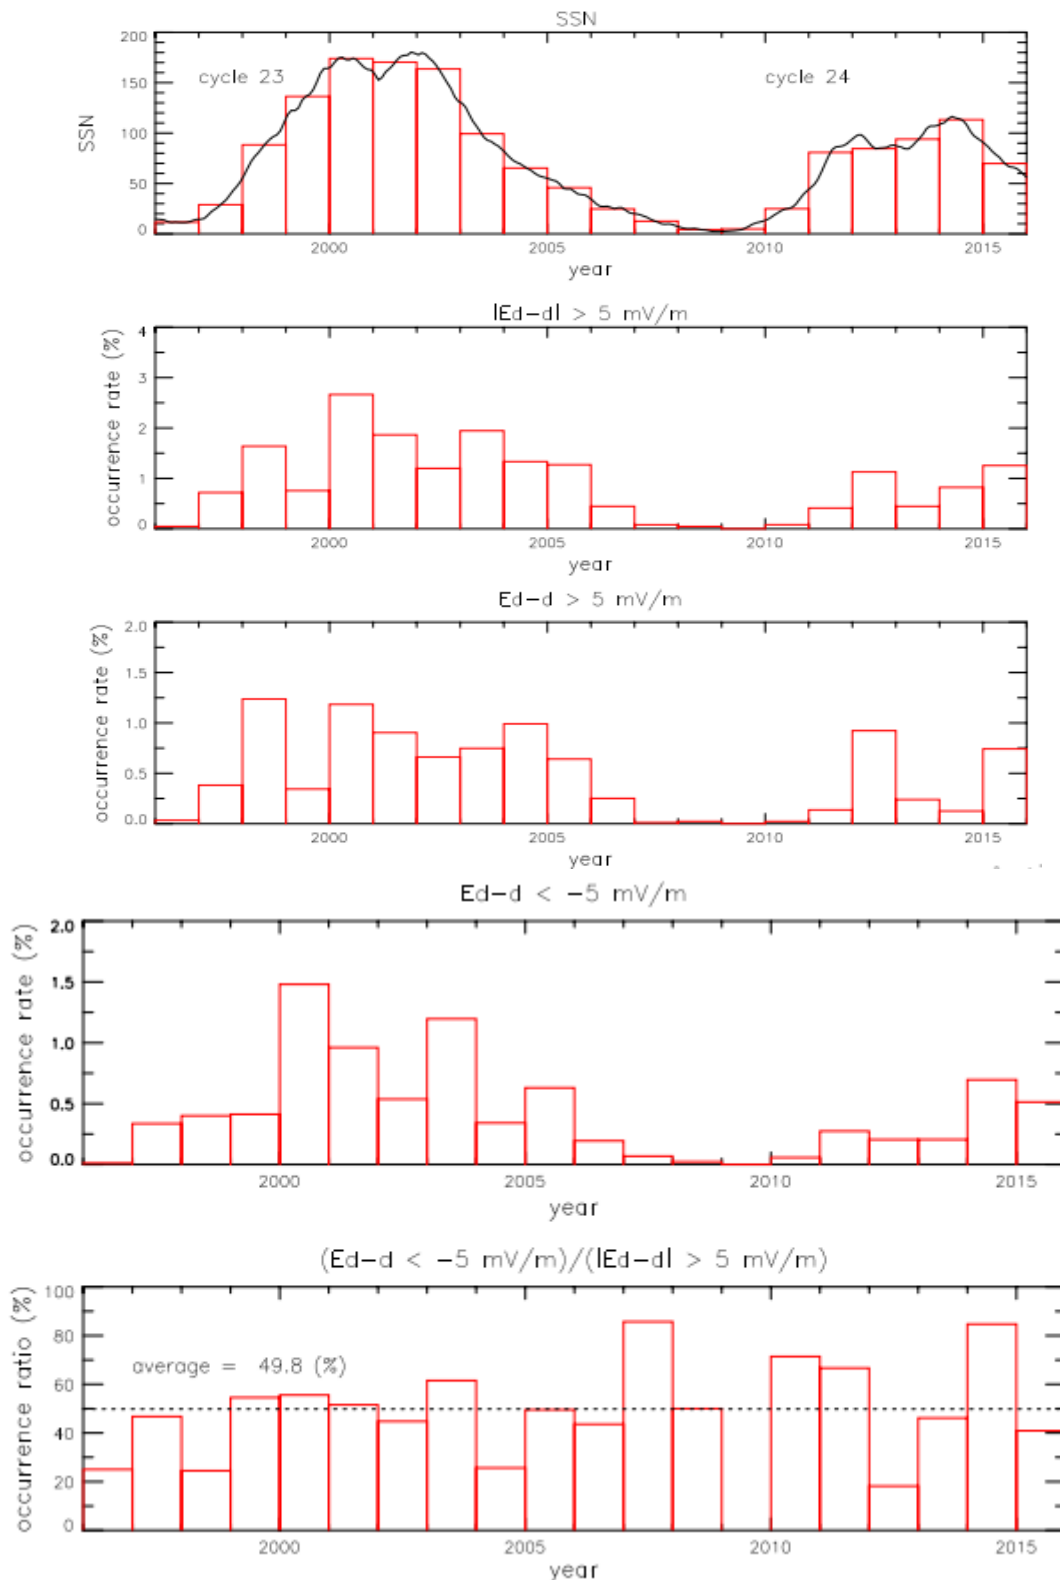 SSN
200
150
100
50
0
SSN
cycle 23
cycle 24
2000 2005 2010 2015
year
|Ed-d| > 5 mV/m
4
3
2
1
0
occurrence rate (%)
2000 2005 2010 2015
year
Ed-d > 5 mV/m
2.0
1.5
1.0
0.5
0.0
occurrence rate (%)
2000 2005 2010 2015
year
Ed-d < -5 mV/m
2.0
1.5
1.0
0.5
0.0
occurrence rate (%)
2000 2005 2010 2015
year
(Ed-d < -5 mV/m)/(|Ed-d| > 5 mV/m)
100
80
60
40
20
0
occurrence ratio (%)
average = 49.8 (%)
2000 2005 2010 2015
year